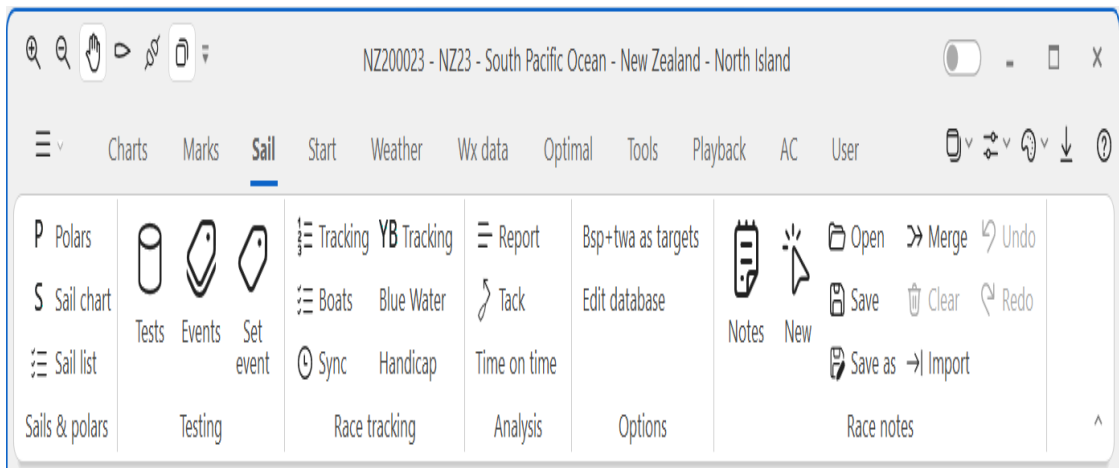 NZ200023 - NZ23 - South Pacific Ocean - New Zealand - North Island
Charts Marks Sail Start Weather Wx data Optimal Tools Playback AC User
P Polars
S Sail chart
Sail list
Sails & polars
Tests
Events
Set
event
Testing
Tracking YB Tracking
Boats Blue Water
Sync Handicap
Race tracking
Report
Tack
Time on time
Analysis
Bsp+twa as targets
Edit database
Options
Notes
New
Open Merge Undo
Save Clear Redo
Save as Import
Race notes